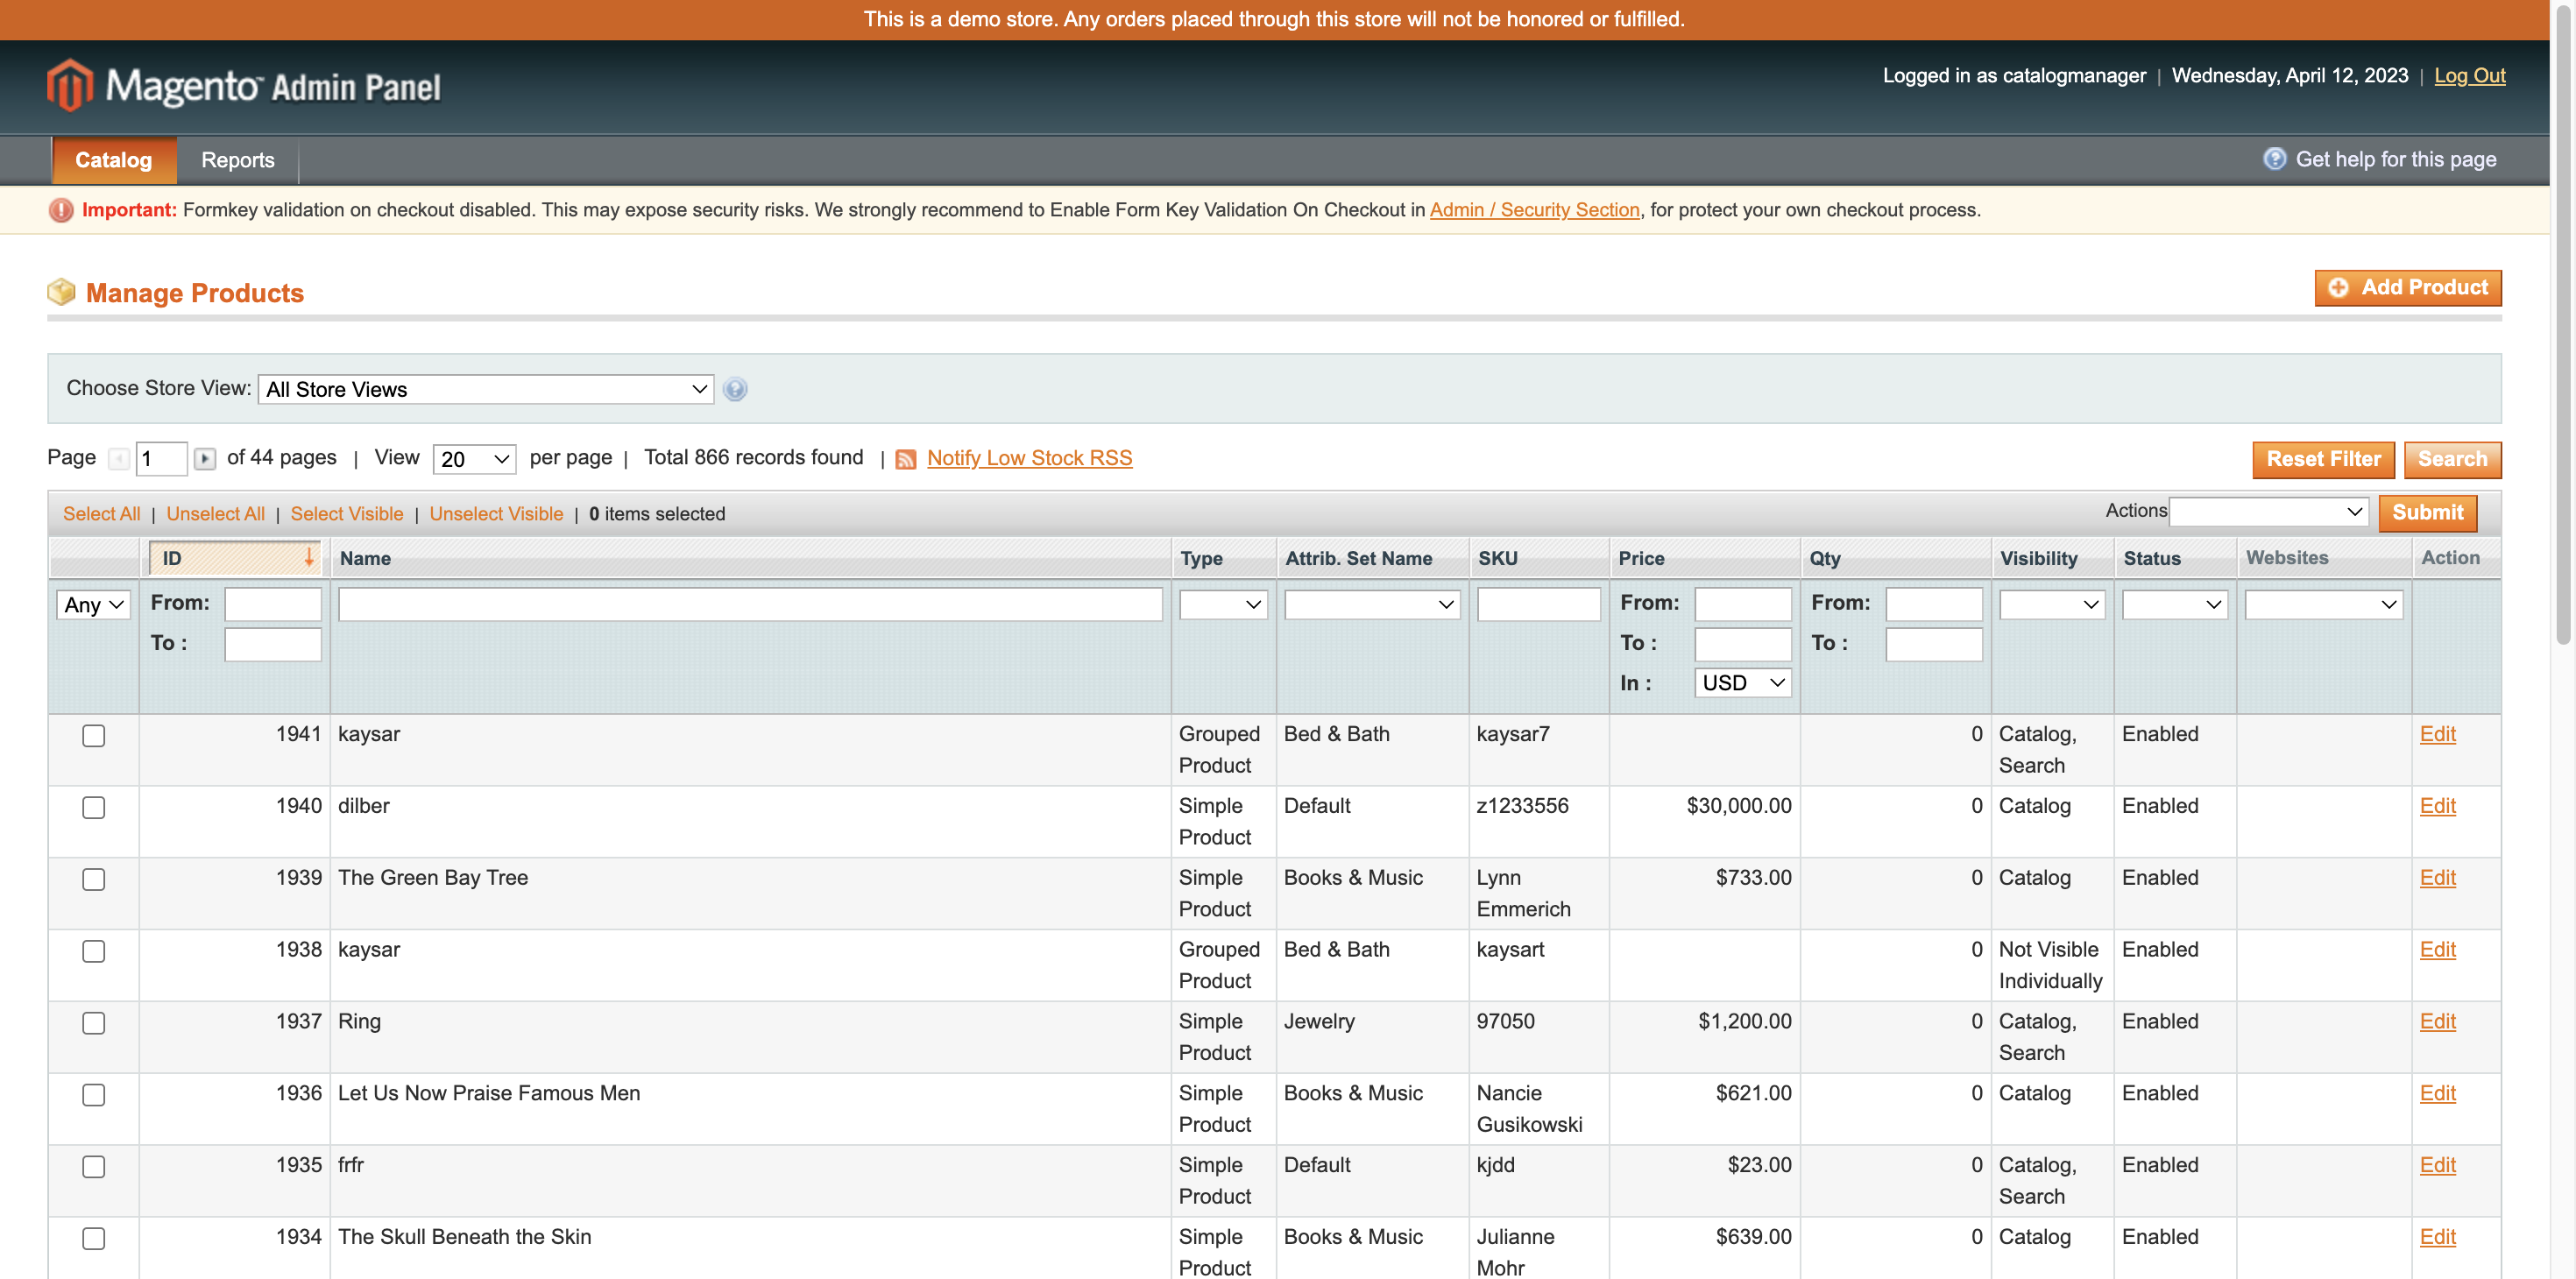 This is a demo store. Any orders placed through this store will not be honored or fulfilled.
Magento™ Admin Panel
Logged in as catalogmanager | Wednesday, April 12, 2023 | Log Out
Catalog Reports
Get help for this page
Important: Formkey validation on checkout disabled. This may expose security risks. We strongly recommend to Enable Form Key Validation On Checkout in Admin / Security Section, for protect your own checkout process.
Manage Products
Add Product
Choose Store View: All Store Views
Page 1 of 44 pages | View 20 per page | Total 866 records found | Notify Low Stock RSS
Reset Filter Search
Select All | Unselect All | Select Visible | Unselect Visible | 0 items selected
Actions Submit
ID Name Type Attrib. Set Name SKU Price Qty Visibility Status Websites Action
Any From: From: From:
To : To : To :
In : USD
1941 kaysar Grouped Bed & Bath kaysar7 0 Catalog, Enabled Edit
Product Search
1940 dilber Simple Default z1233556 $30,000.00 0 Catalog Enabled Edit
Product
1939 The Green Bay Tree Simple Books & Music Lynn $733.00 0 Catalog Enabled Edit
Product Emmerich
1938 kaysar Grouped Bed & Bath kaysart 0 Not Visible Enabled Edit
Product Individually
1937 Ring Simple Jewelry 97050 $1,200.00 0 Catalog, Enabled Edit
Product Search
1936 Let Us Now Praise Famous Men Simple Books & Music Nancie $621.00 0 Catalog Enabled Edit
Product Gusikowski
1935 frfr Simple Default kjdd $23.00 0 Catalog, Enabled Edit
Product Search
1934 The Skull Beneath the Skin Simple Books & Music Julianne $639.00 0 Catalog Enabled Edit
Product Mohr